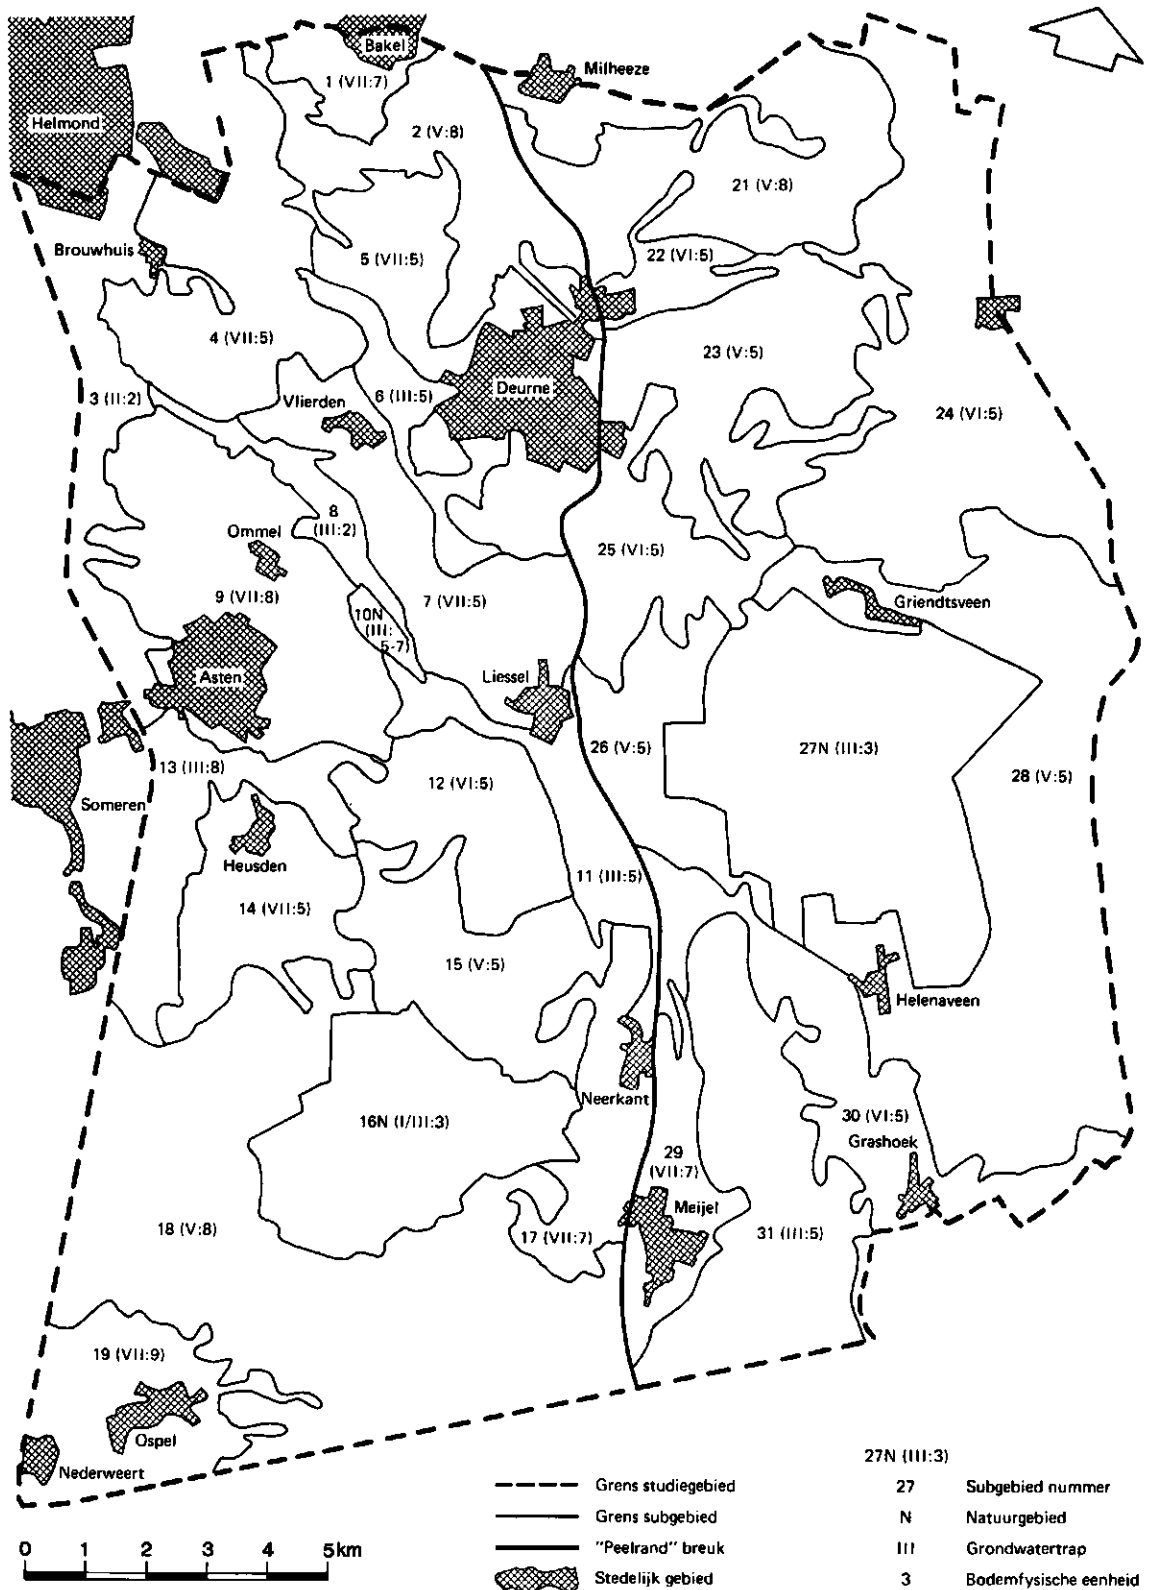 Bakel
Milheeze
1 (VII:7)
Helmond
2 (V:8)
21 (V:8)
Brouwhuis
5 (VII:5)
22 (VI:5)
4 (VII:5)
23 (V:5)
3 (II:2)
Vlierden
6 (III:5)
Deurne
24 (VI:5)
8
(III:2)
Ommel
25 (VI:5)
9 (VII:8)
10N
(III:
5-7)
7 (VII:5)
Griendtsveen
Asten
Liessel
26 (V:5)
27N (III:3)
13 (III:8)
12 (VI:5)
28 (V:5)
Someren
Heusden
11 (III:5)
14 (VII:5)
15 (V:5)
Helenaveen
Neerkant
16N (I/III:3)
30 (VI:5)
Grashoek
29
(VII:7)
Meijel
18 (V:8)
17 (VII:7)
31 (III:5)
19 (VII:9)
Ospel
Nederweert
27N (III:3)
Grens studiegebied
27 Subgebied nummer
Grens subgebied
N Natuurgebied
"Peelrand" breuk
III Grondwatertrap
Stedelijk gebied
3 Bodemfysische eenheid
0 1 2 3 4 5km